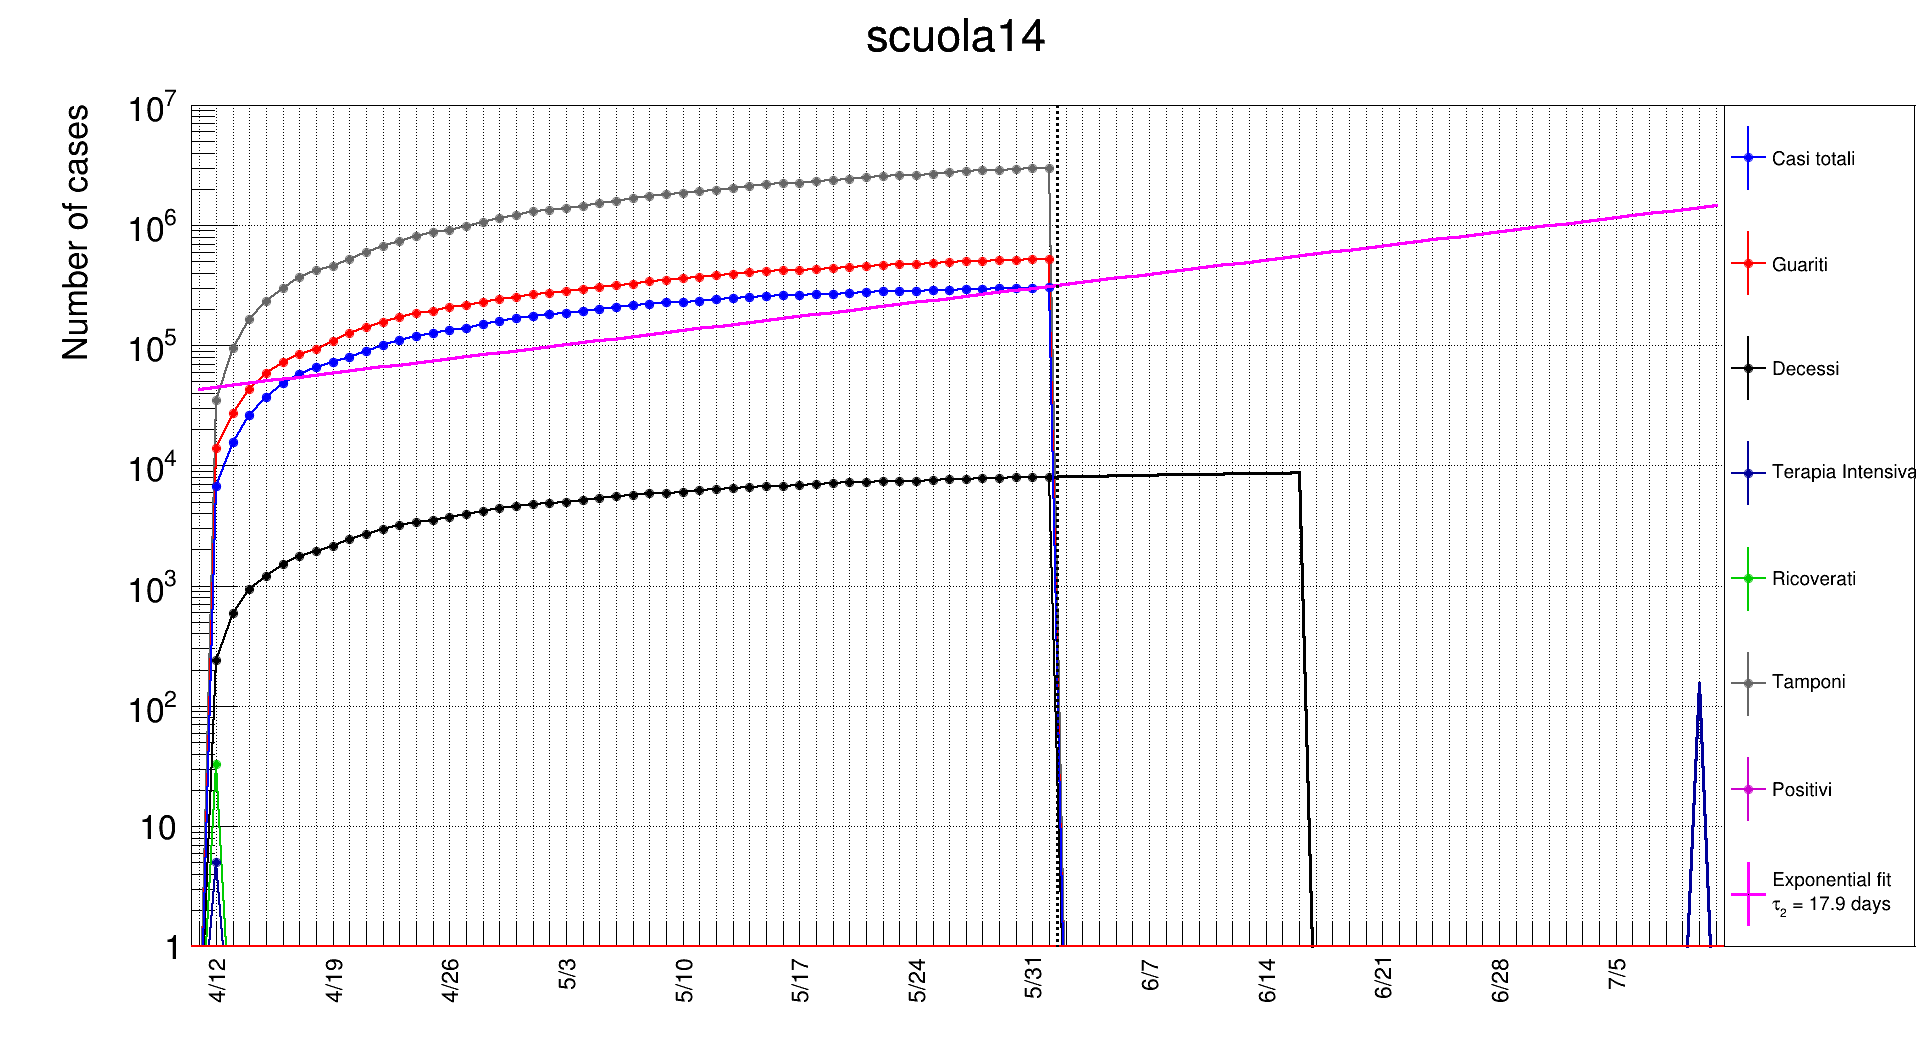 scuola14
Number of cases
10^7
10^6
10^5
10^4
10^3
10^2
10
1
4/12
4/19
4/26
5/3
5/10
5/17
5/24
5/31
6/7
6/14
6/21
6/28
7/5
Casi totali
Guariti
Decessi
Terapia Intensiva
Ricoverati
Tamponi
Positivi
Exponential fit
τ₂ = 17.9 days